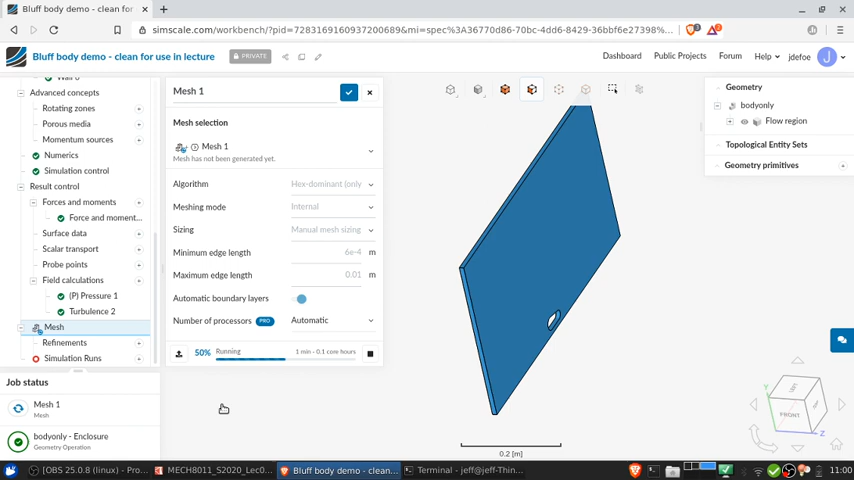 Bluff body demo - clean for us
simscale.com/workbench/?pid=7283169160937200689&mi=spec%3A36770d86-70bc-4dd6-8429-36bbf6e27398%...
Bluff body demo - clean for use in lecture
PRIVATE
Dashboard
Public Projects
Forum
Help
jdefoe
J
Wall 6
Advanced concepts
Rotating zones
Porous media
Momentum sources
Numerics
Simulation control
Result control
Forces and moments
Force and moment...
Surface data
Scalar transport
Probe points
Field calculations
(P) Pressure 1
Turbulence 2
Mesh
Refinements
Simulation Runs
Job status
Mesh 1
Mesh
bodyonly - Enclosure
Geometry Operation
Mesh 1
Mesh selection
Mesh 1
Mesh has not been generated yet.
Algorithm
Hex-dominant (only
Meshing mode
Internal
Sizing
Manual mesh sizing
Minimum edge length
6e-4 m
Maximum edge length
0.01 m
Automatic boundary layers
Number of processors PRO
Automatic
50% Running
1 min - 0.1 core hours
Geometry
bodyonly
Flow region
Topological Entity Sets
Geometry primitives
0.2 [m]
Y
Z
LEFT
FRONT
[OBS 25.0.8 (linux) - Pro...
MECH8011_S2020_Lec0...
Bluff body demo - clean...
Terminal - jeff@jeff-Thin...
11:00